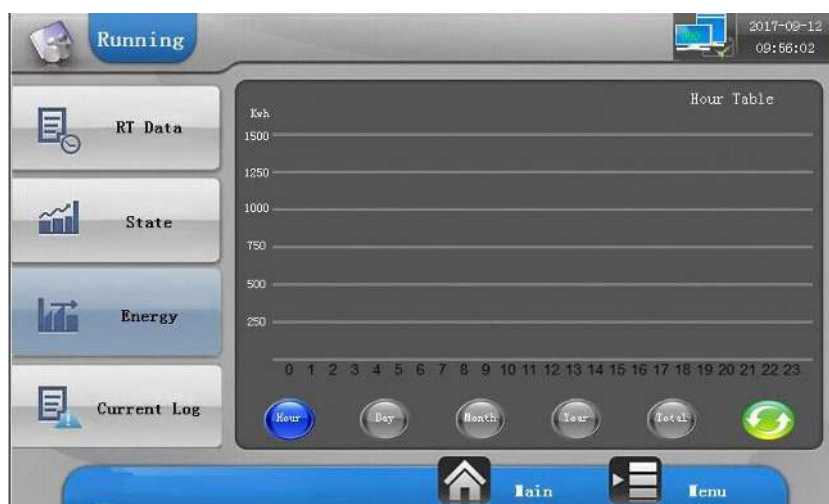 Running
2017-09-12
09:56:02
RT Data
State
Energy
Current Log
Hour Table
Kwh
1500
1250
1000
750
500
250
0 1 2 3 4 5 6 7 8 9 10 11 12 13 14 15 16 17 18 19 20 21 22 23
Hour Day Month Year Total
Main Menu